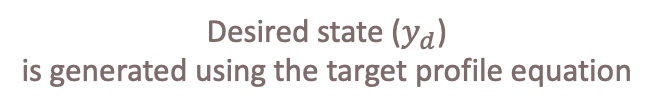 Desired state (y_d)
is generated using the target profile equation